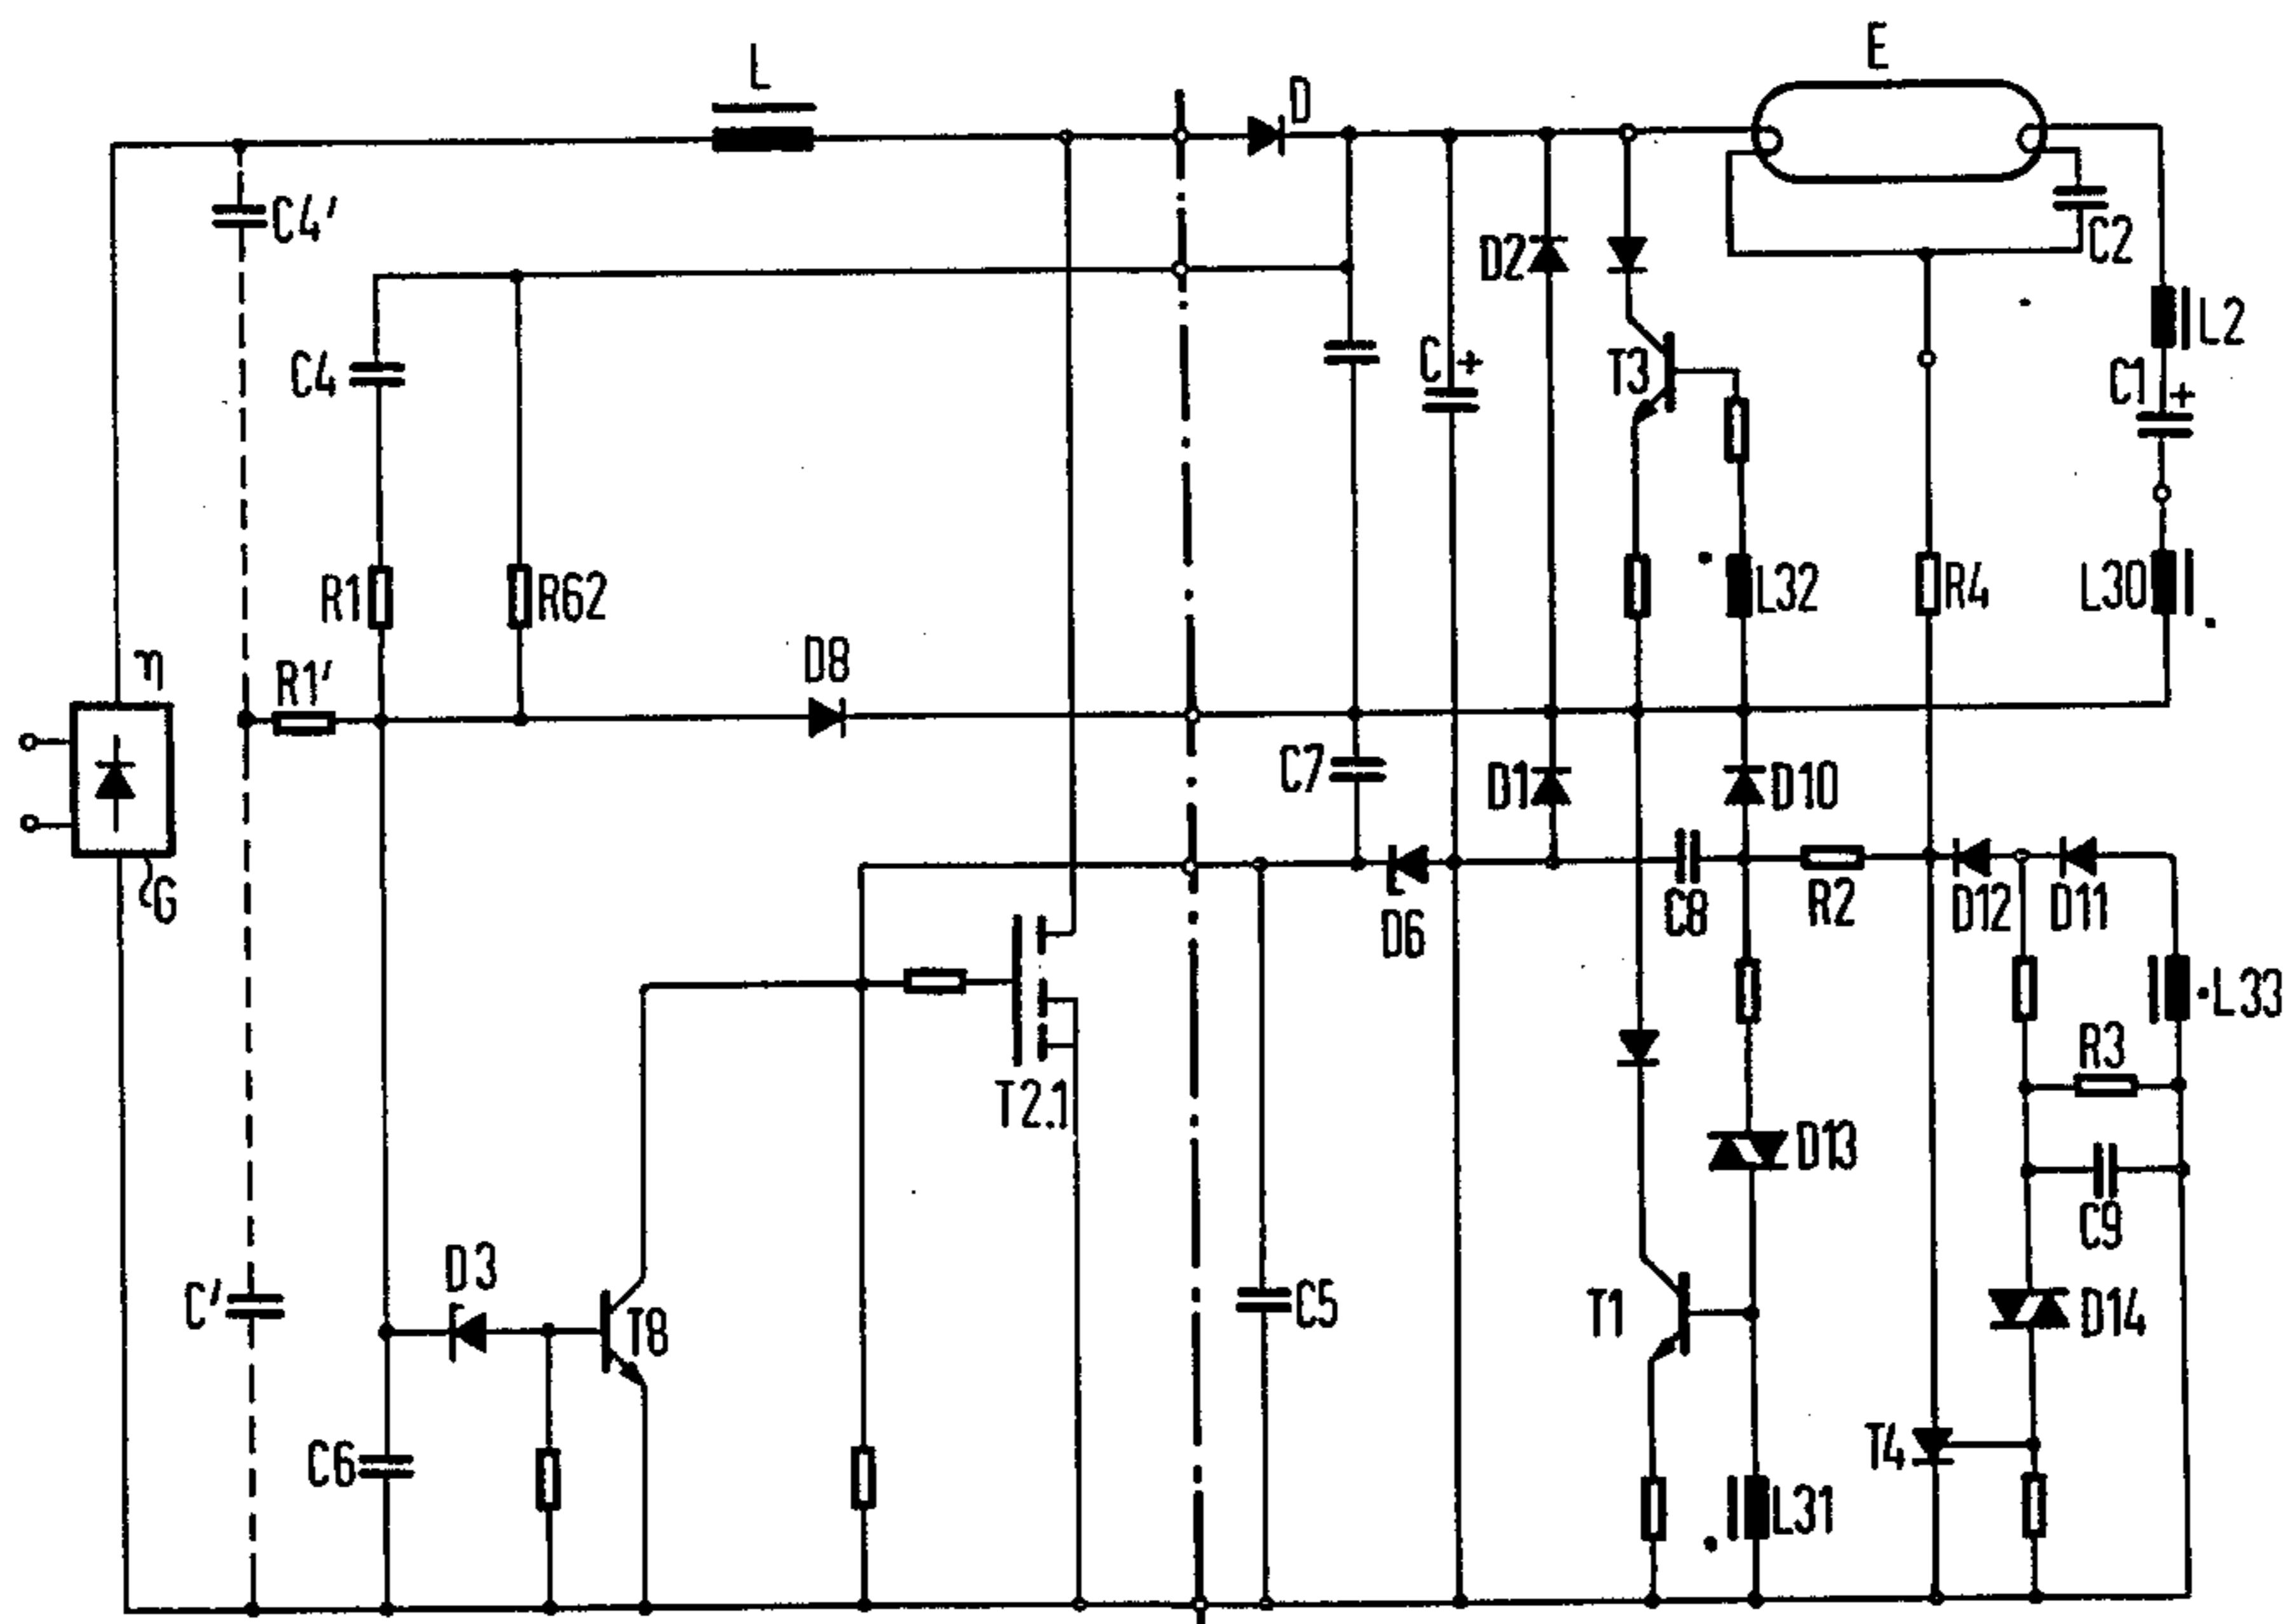 E
L
D
C4'
C2
D2
L2
C4
C +
T3
C1 +
R1
R62
L32
R4
L30
η
R1'
D8
C7
D1
D10
G
D6
C8
R2
D12
D11
L33
T2.1
R3
D13
C9
D3
C'
T8
C5
T1
D14
C6
T4
L31